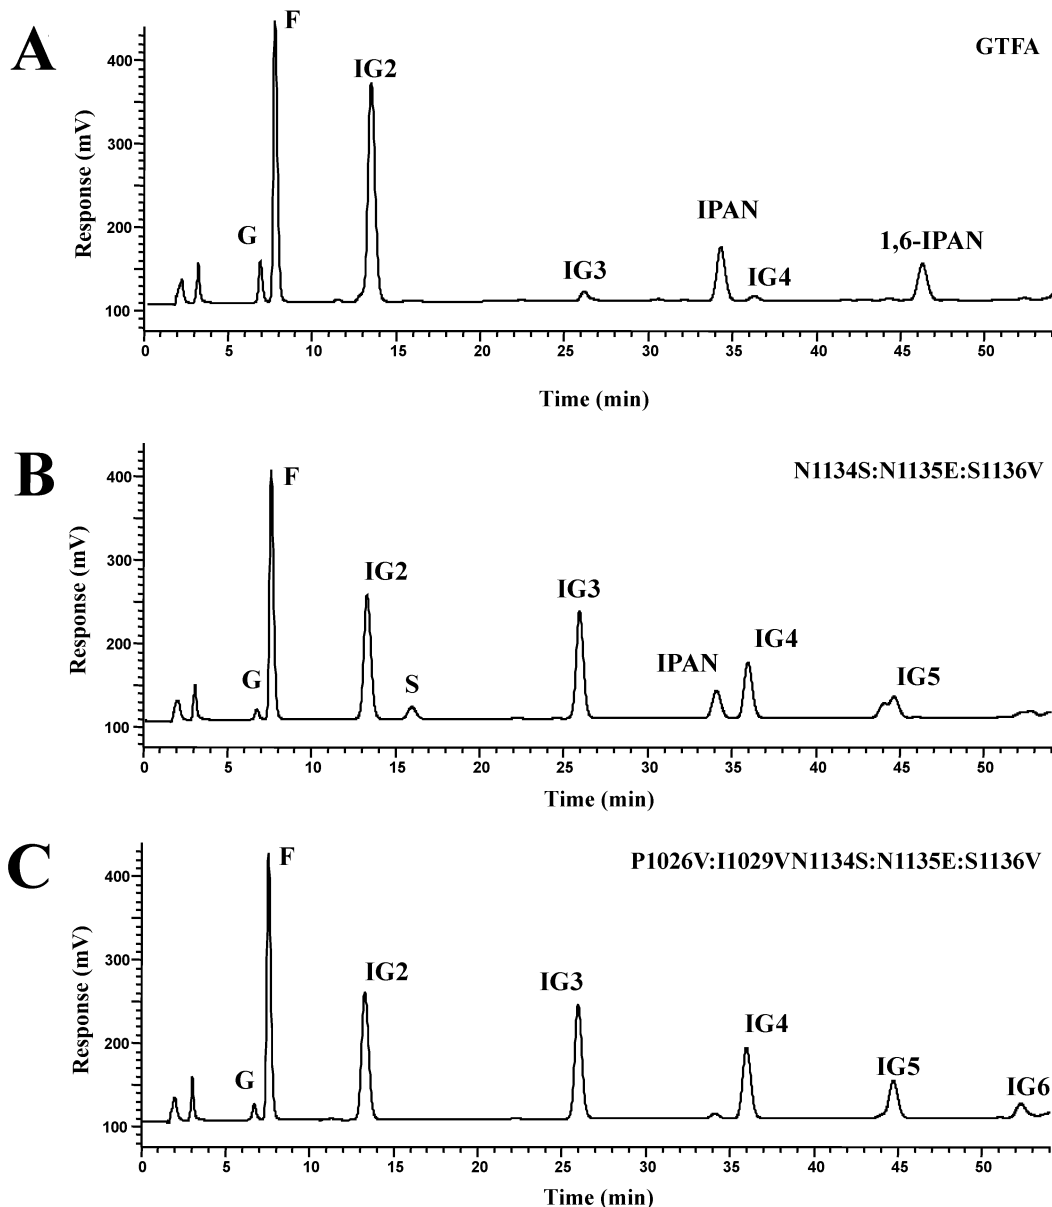 A
GTFA
F
IG2
G
IG3
IPAN
IG4
1,6-IPAN
Response (mV)
400
300
200
100
0 5 10 15 20 25 30 35 40 45 50
Time (min)
B
N1134S:N1135E:S1136V
F
IG2
G
S
IG3
IPAN
IG4
IG5
Response (mV)
400
300
200
100
0 5 10 15 20 25 30 35 40 45 50
Time (min)
C
P1026V:I1029VN1134S:N1135E:S1136V
F
IG2
G
IG3
IG4
IG5
IG6
Response (mV)
400
300
200
100
0 5 10 15 20 25 30 35 40 45 50
Time (min)